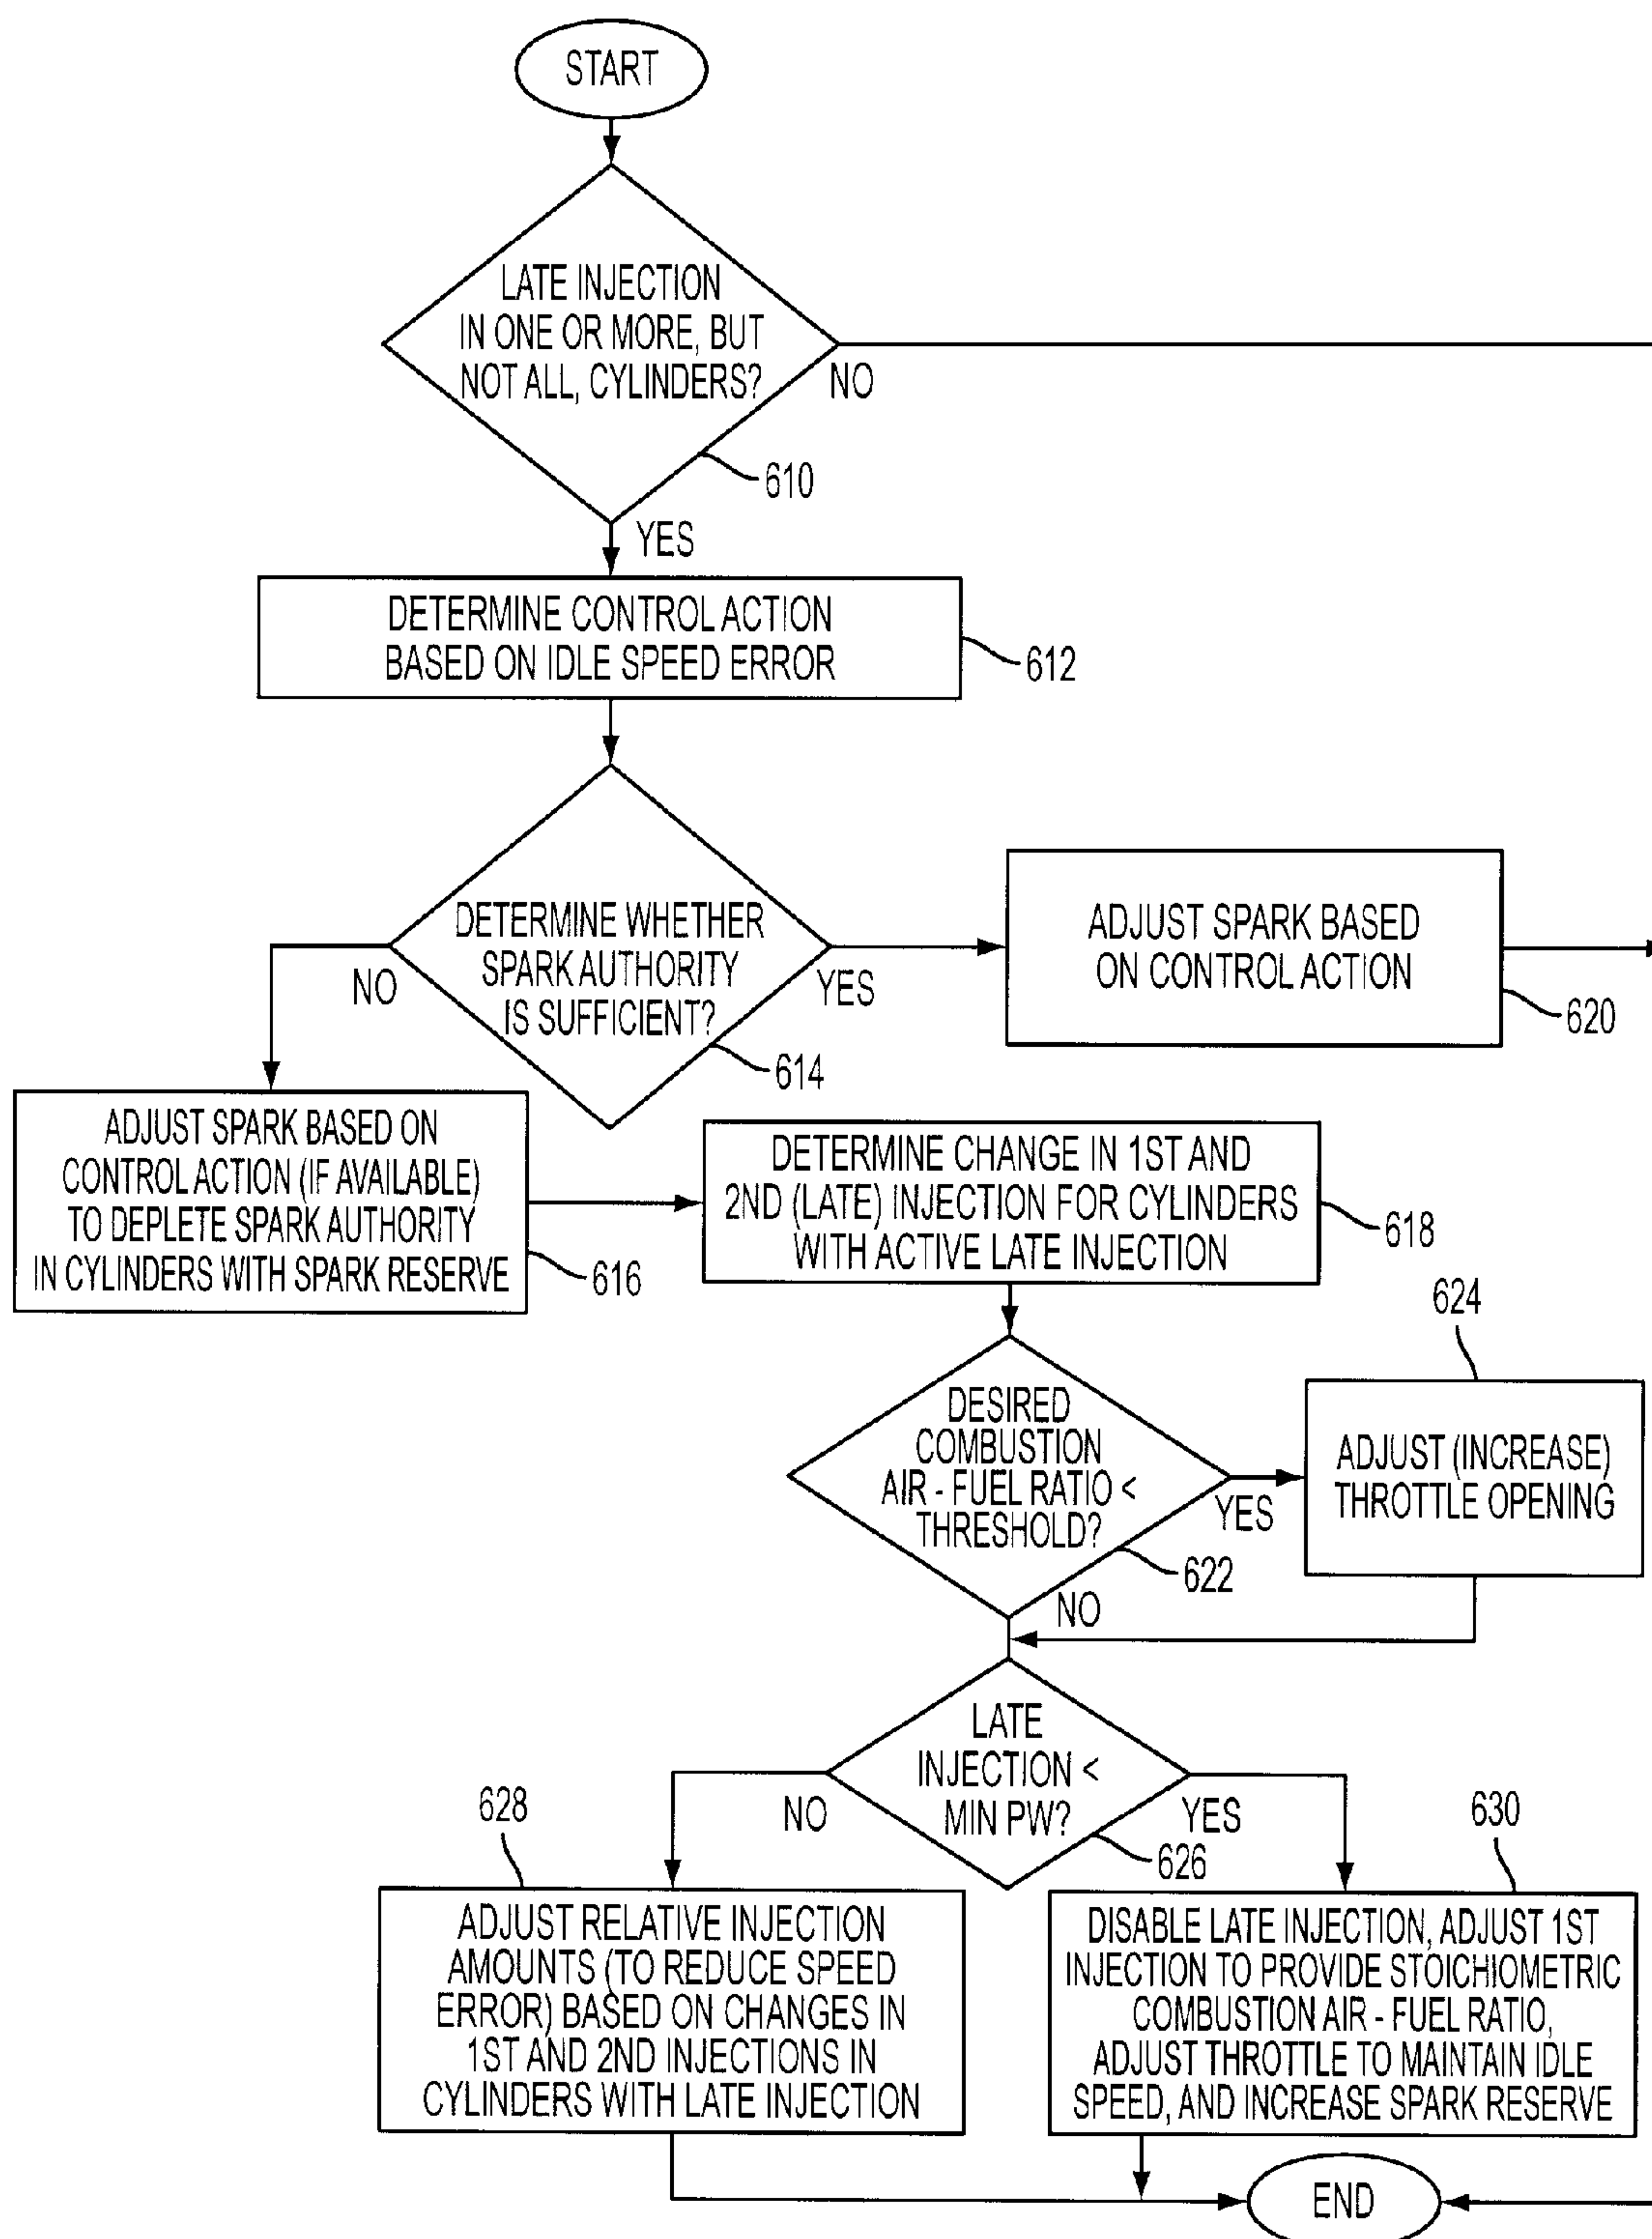 START
LATE INJECTION
IN ONE OR MORE, BUT
NOT ALL, CYLINDERS?
NO
610
YES
DETERMINE CONTROL ACTION
BASED ON IDLE SPEED ERROR
612
DETERMINE WHETHER
SPARK AUTHORITY
IS SUFFICIENT?
NO
YES
614
ADJUST SPARK BASED
ON CONTROL ACTION
620
ADJUST SPARK BASED ON
CONTROL ACTION (IF AVAILABLE)
TO DEPLETE SPARK AUTHORITY
IN CYLINDERS WITH SPARK RESERVE
616
DETERMINE CHANGE IN 1ST AND
2ND (LATE) INJECTION FOR CYLINDERS
WITH ACTIVE LATE INJECTION
618
DESIRED
COMBUSTION
AIR - FUEL RATIO <
THRESHOLD?
YES
622
NO
624
ADJUST (INCREASE)
THROTTLE OPENING
LATE
INJECTION <
MIN PW?
NO
YES
626
628
ADJUST RELATIVE INJECTION
AMOUNTS (TO REDUCE SPEED
ERROR) BASED ON CHANGES IN
1ST AND 2ND INJECTIONS IN
CYLINDERS WITH LATE INJECTION
630
DISABLE LATE INJECTION, ADJUST 1ST
INJECTION TO PROVIDE STOICHIOMETRIC
COMBUSTION AIR - FUEL RATIO,
ADJUST THROTTLE TO MAINTAIN IDLE
SPEED, AND INCREASE SPARK RESERVE
END